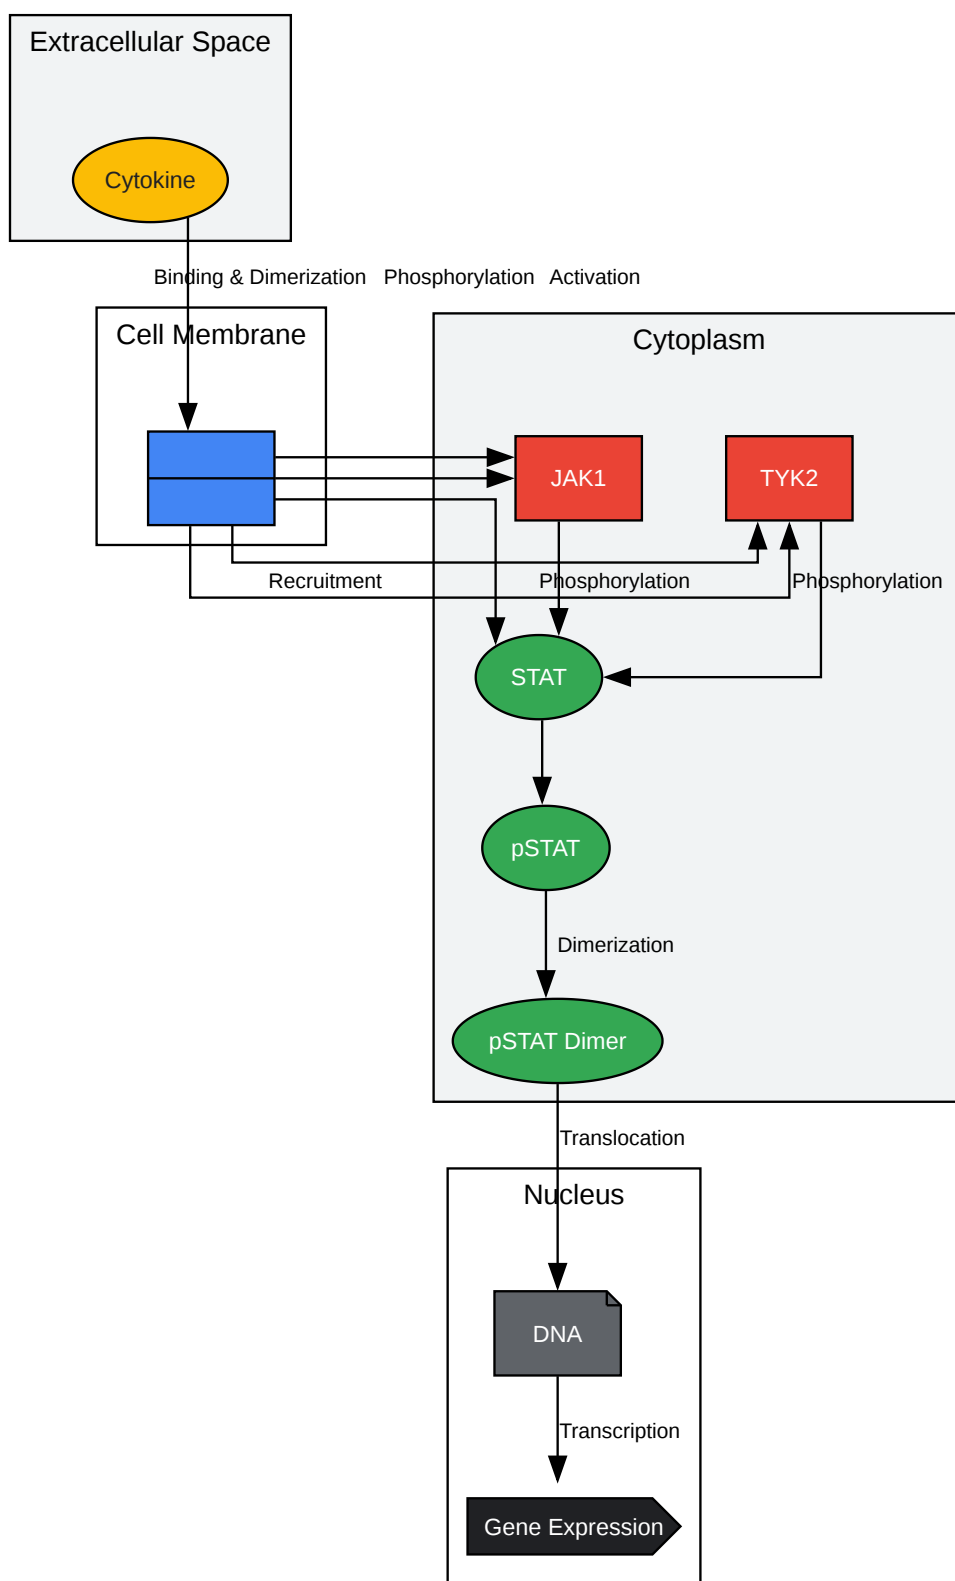 Extracellular Space
Cytokine
Binding & Dimerization
Phosphorylation
Activation
Cell Membrane
Cytoplasm
JAK1
TYK2
Recruitment
Phosphorylation
Phosphorylation
STAT
pSTAT
Dimerization
pSTAT Dimer
Translocation
Nucleus
DNA
Transcription
Gene Expression